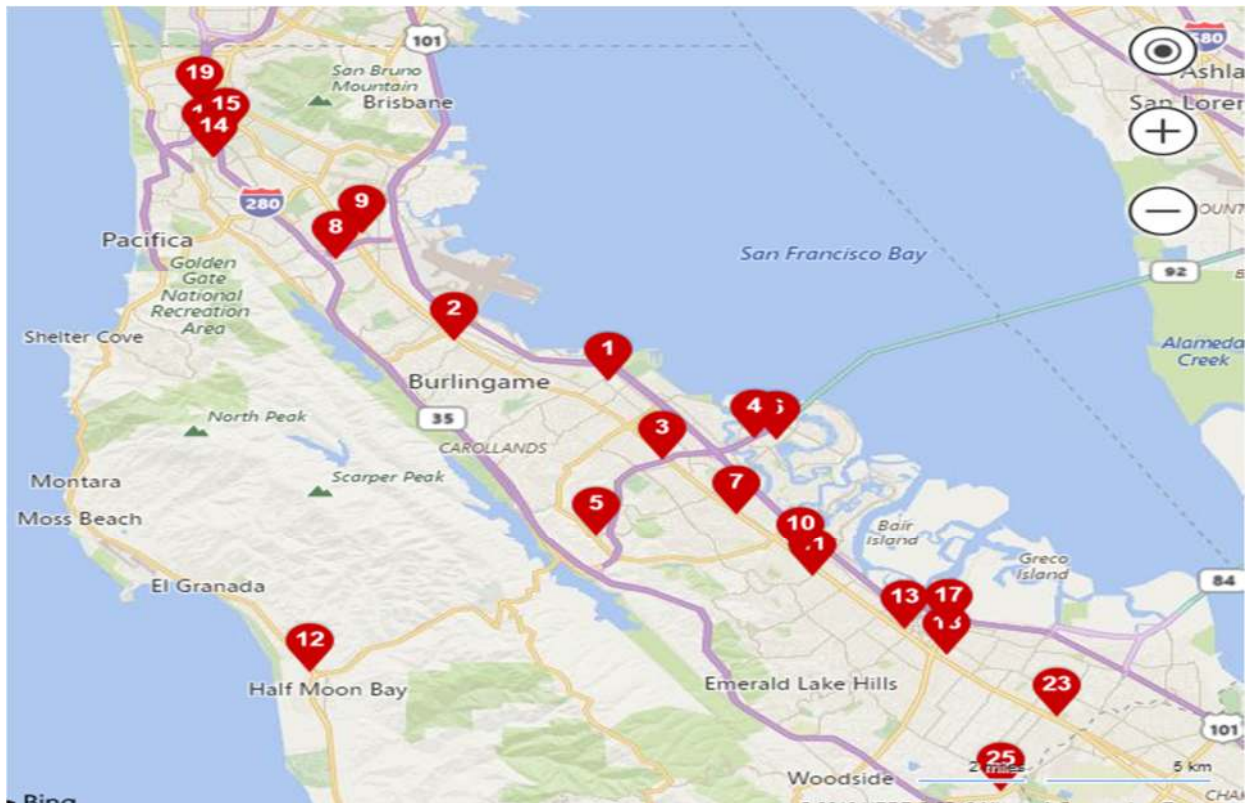 101
580
19
San Bruno
Mountain
Ashla
15
Brisbane
San Loren
14
280
9
8
Pacifica
Golden
Gate
National
Recreation
Area
San Francisco Bay
92
2
Shelter Cove
1
Alameda
Creek
Burlingame
35
4
North Peak
3
CAROLLANDS
Scarper Peak
7
Montara
5
Moss Beach
10
Bair
Island
Greco
Island
El Granada
84
13
17
12
Emerald Lake Hills
23
Half Moon Bay
101
25
2 miles
5 km
Woodside